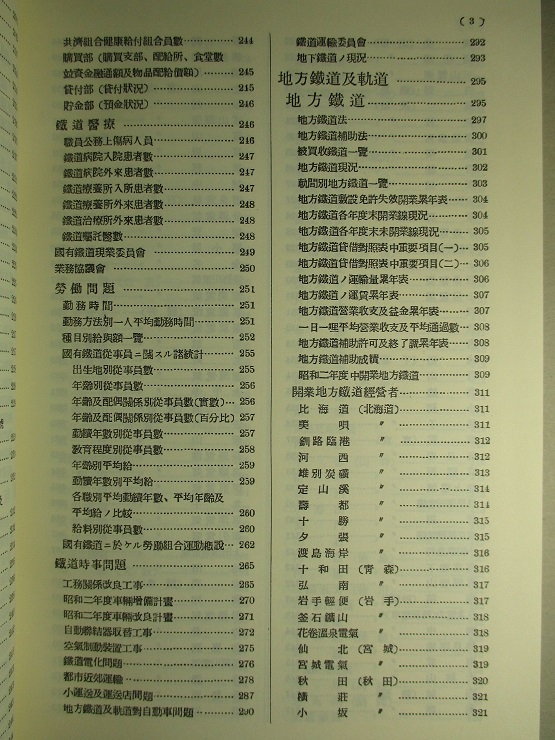 (3)
共濟組合健康給付組合員數 244
購買部(購買支部、配給所、食堂數
竝資金融通額及物品配給價額) 245
貸付部(貸付狀況) 245
貯金部(預金狀況) 246
鐵道醫療 246
職員公務上傷病人員 246
鐵道病院入院患者數 247
鐵道病院外來患者數 247
鐵道療養所入所患者數 247
鐵道療養所外來患者數 248
鐵道治療所外來患者數 248
鐵道囑託醫數 248
國有鐵道現業委員會 249
業務協議會 250
勞働問題 251
勤務時間 251
勤務方法別一人平均勤務時間 251
種目別給與額一覽 252
國有鐵道從事員ニ關スル諸統計 255
出生地別從事員數 255
年齡別從事員數 256
年齡及配偶關係別從事員數(實數) 256
年齡及配偶關係別從事員數(百分比) 257
勤續年數別從事員數 257
敎育程度別從事員數 258
年齡別平均給 259
勤續年數別平均給 259
各職別平均勤續年數、平均年齡及
平均給ノ比較 260
給料別從事員數 260
國有鐵道ニ於ケル勞働組合運動槪說 262
鐵道時事問題 265
工務關係改良工事 265
昭和二年度車輛增備計畫 270
昭和二年度車輛改良計畫 271
自動聯結器取替工事 272
空氣制動裝置工事 275
鐵道電化問題 276
都市近郊運輸 278
小運送及運送店問題 287
地方鐵道及軌道對自動車問題 290
鐵道運輸委員會 292
地下鐵道ノ現況 293
地方鐵道及軌道 295
地方鐵道 295
地方鐵道法 297
地方鐵道補助法 300
被買收鐵道一覽 301
地方鐵道現況 302
軌間別地方鐵道一覽 303
地方鐵道敷設免許失效開業累年表 304
地方鐵道各年度末開業線現況 304
地方鐵道各年度末未開業線現況 305
地方鐵道貸借對照表中重要項目(一) 305
地方鐵道貸借對照表中重要項目(二) 306
地方鐵道ノ運輸量累年表 306
地方鐵道ノ運賃累年表 307
地方鐵道營業收支及益金累年表 307
一日一哩平均營業收支及平均通過數 308
地方鐵道補助許可及終了調累年表 308
地方鐵道補助成績 309
昭和二年度中開業地方鐵道 309
開業地方鐵道經營者 311
北海道(北海道) 311
美唄 〃 311
釧路臨港 〃 312
河西 〃 312
雄別炭礦 〃 313
定山溪 〃 314
壽都 〃 314
十勝 〃 315
夕張 〃 315
渡島海岸 〃 316
十和田(靑森) 316
弘南 〃 317
岩手輕便(岩手) 317
釜石鑛山 〃 318
花卷溫泉電氣 〃 318
仙北(宮城) 319
宮城電氣 〃 319
秋田(秋田) 320
橫莊 〃 321
小坂 〃 321